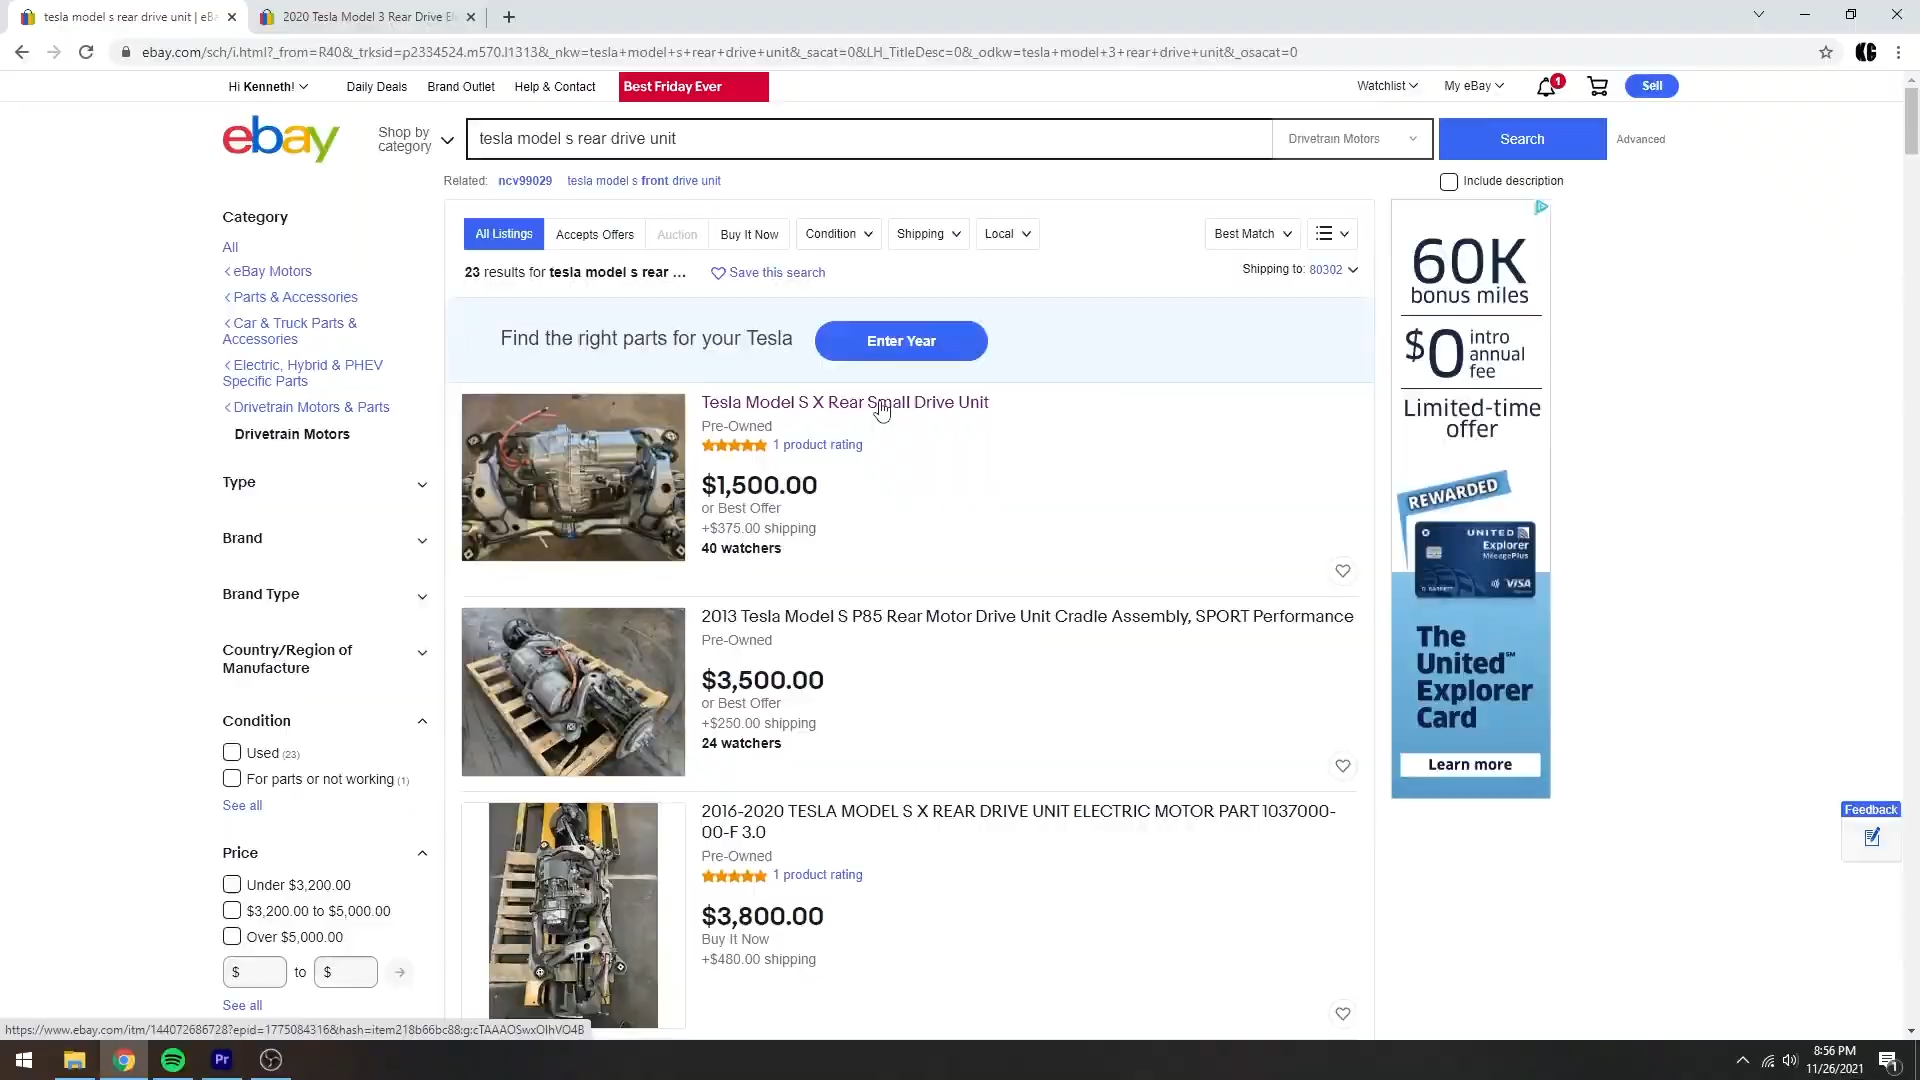 tesla model s rear drive unit | eBa
2020 Tesla Model 3 Rear Drive Ele
ebay.com/sch/i.html?_from=R40&_trksid=p2334524.m570.l1313&_nkw=tesla+model+s+rear+drive+unit&_sacat=0&LH_TitleDesc=0&_odkw=tesla+model+3+rear+drive+unit&_osacat=0
Hi Kenneth!
Daily Deals
Brand Outlet
Help & Contact
Best Friday Ever
Watchlist
My eBay
1
Sell
ebay
Shop by
category
tesla model s rear drive unit
Drivetrain Motors
Search
Advanced
Related: ncv99029 tesla model s front drive unit
Include description
Category
All
eBay Motors
Parts & Accessories
Car & Truck Parts &
Accessories
Electric, Hybrid & PHEV
Specific Parts
Drivetrain Motors & Parts
Drivetrain Motors
Type
Brand
Brand Type
Country/Region of
Manufacture
Condition
Used (23)
For parts or not working (1)
See all
Price
Under $3,200.00
$3,200.00 to $5,000.00
Over $5,000.00
$ to $
See all
All Listings
Accepts Offers
Auction
Buy It Now
Condition
Shipping
Local
Best Match
23 results for tesla model s rear ...
Save this search
Shipping to: 80302
Find the right parts for your Tesla
Enter Year
Tesla Model S X Rear Small Drive Unit
Pre-Owned
1 product rating
$1,500.00
or Best Offer
+$375.00 shipping
40 watchers
2013 Tesla Model S P85 Rear Motor Drive Unit Cradle Assembly, SPORT Performance
Pre-Owned
$3,500.00
or Best Offer
+$250.00 shipping
24 watchers
2016-2020 TESLA MODEL S X REAR DRIVE UNIT ELECTRIC MOTOR PART 1037000-
00-F 3.0
Pre-Owned
1 product rating
$3,800.00
Buy It Now
+$480.00 shipping
60K
bonus miles
$0 intro
annual
fee
Limited-time
offer
REWARDED
UNITED
Explorer
MileagePlus
VISA
The
United℠
Explorer
Card
Learn more
Feedback
https://www.ebay.com/itm/144072686728?epid=1775084316&hash=item218b66bc88:g:cTAAAOSwxOIhVO4B
Pr
8:56 PM
11/26/2021
1